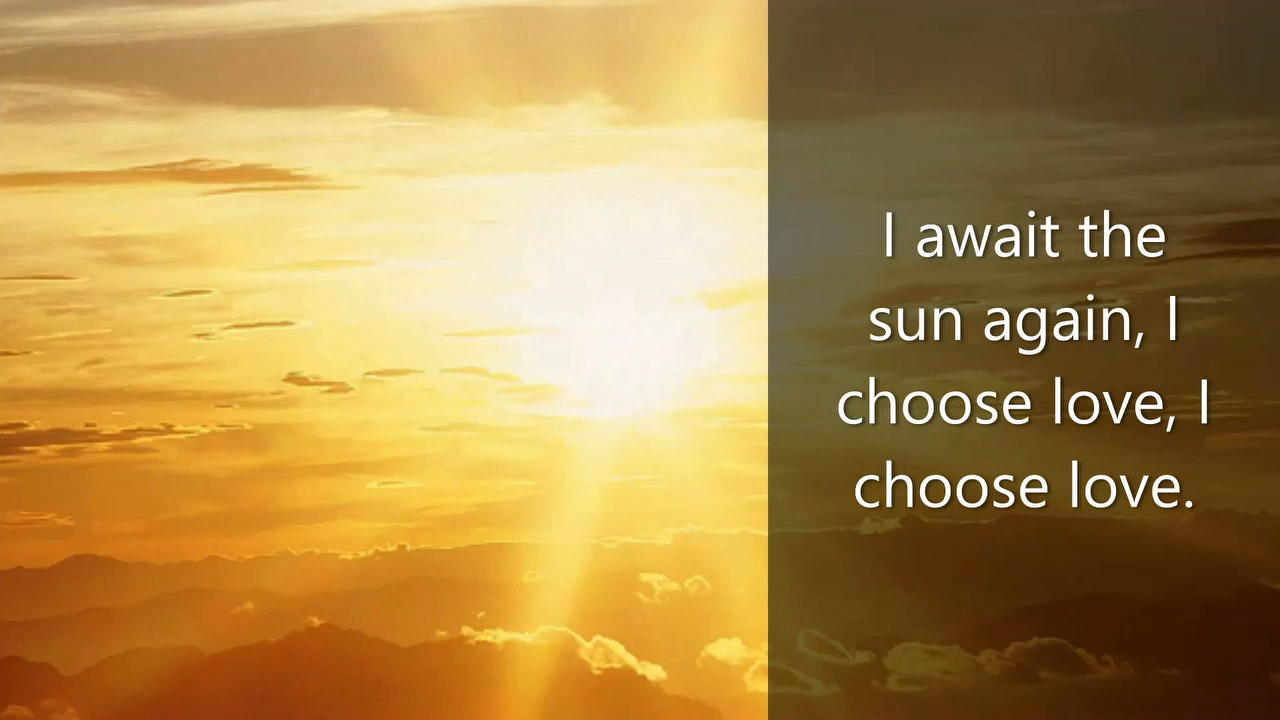 I await the
sun again, I
choose love, I
choose love.